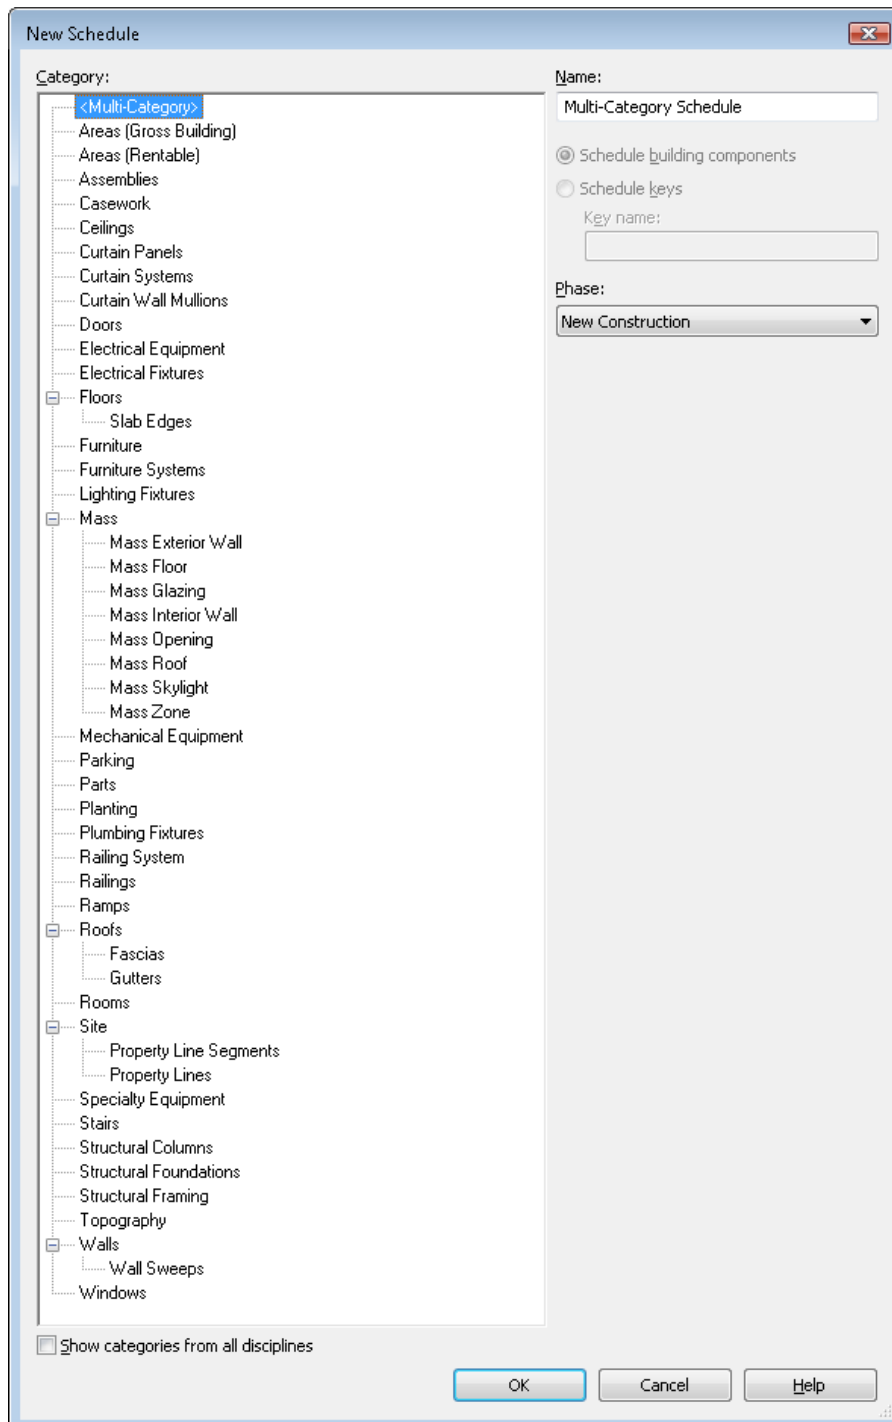 New Schedule
Category:
<Multi-Category>
Areas (Gross Building)
Areas (Rentable)
Assemblies
Casework
Ceilings
Curtain Panels
Curtain Systems
Curtain Wall Mullions
Doors
Electrical Equipment
Electrical Fixtures
Floors
Slab Edges
Furniture
Furniture Systems
Lighting Fixtures
Mass
Mass Exterior Wall
Mass Floor
Mass Glazing
Mass Interior Wall
Mass Opening
Mass Roof
Mass Skylight
Mass Zone
Mechanical Equipment
Parking
Parts
Planting
Plumbing Fixtures
Railing System
Railings
Ramps
Roofs
Fascias
Gutters
Rooms
Site
Property Line Segments
Property Lines
Specialty Equipment
Stairs
Structural Columns
Structural Foundations
Structural Framing
Topography
Walls
Wall Sweeps
Windows
Show categories from all disciplines
Name:
Multi-Category Schedule
Schedule building components
Schedule keys
Key name:
Phase:
New Construction
OK
Cancel
Help